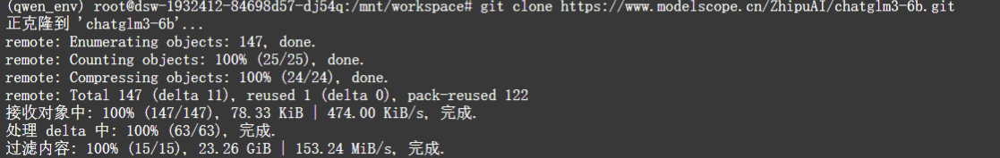 (qwen_env) root@dsw-1932412-84698d57-dj54q:/mnt/workspace# git clone https://www.modelscope.cn/ZhipuAI/chatglm3-6b.git
正克隆到 'chatglm3-6b'...
remote: Enumerating objects: 147, done.
remote: Counting objects: 100% (25/25), done.
remote: Compressing objects: 100% (24/24), done.
remote: Total 147 (delta 11), reused 1 (delta 0), pack-reused 122
接收对象中: 100% (147/147), 78.33 KiB | 474.00 KiB/s, 完成.
处理 delta 中: 100% (63/63), 完成.
过滤内容: 100% (15/15), 23.26 GiB | 153.24 MiB/s, 完成.